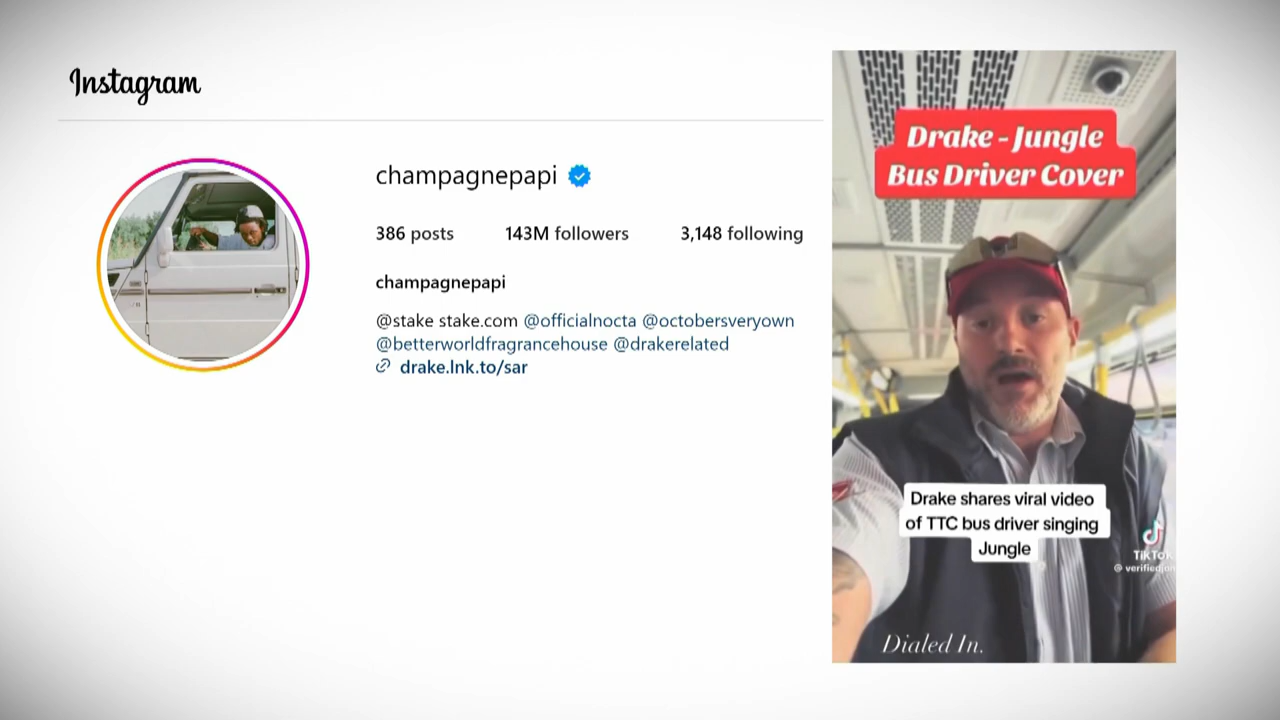 Instagram
champagnepapi
386 posts 143M followers 3,148 following
champagnepapi
@stake stake.com @officialnocta @octobersveryown
@betterworldfragrancehouse @drakerelated
drake.lnk.to/sar
Drake - Jungle
Bus Driver Cover
Drake shares viral video
of TTC bus driver singing
Jungle
TikTok
Dialed In.